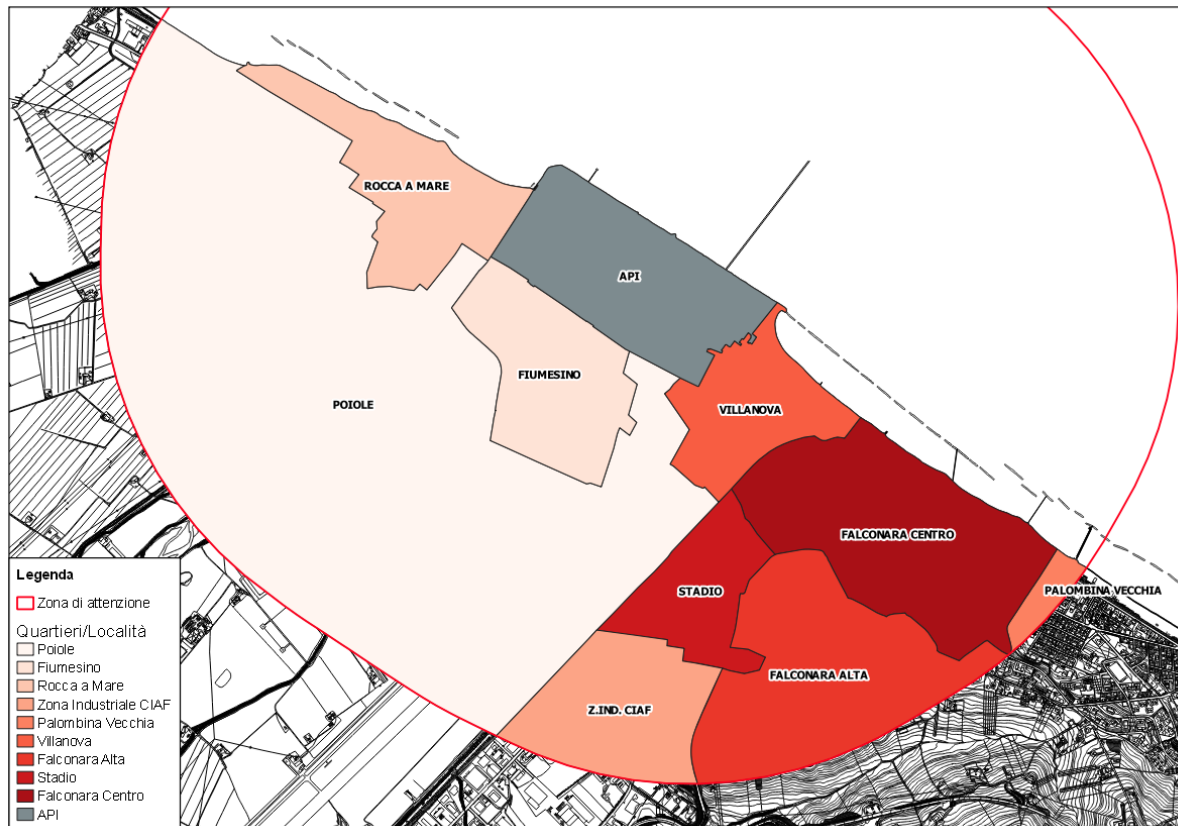 ROCCA A MARE
API
FIUMESINO
POIOLE
VILLANOVA
FALCONARA CENTRO
STADIO
PALOMBINA VECCHIA
FALCONARA ALTA
Z.IND. CIAF
Legenda
Zona di attenzione
Quartieri/Località
Poiole
Fiumesino
Rocca a Mare
Zona Industriale CIAF
Palombina Vecchia
Villanova
Falconara Alta
Stadio
Falconara Centro
API